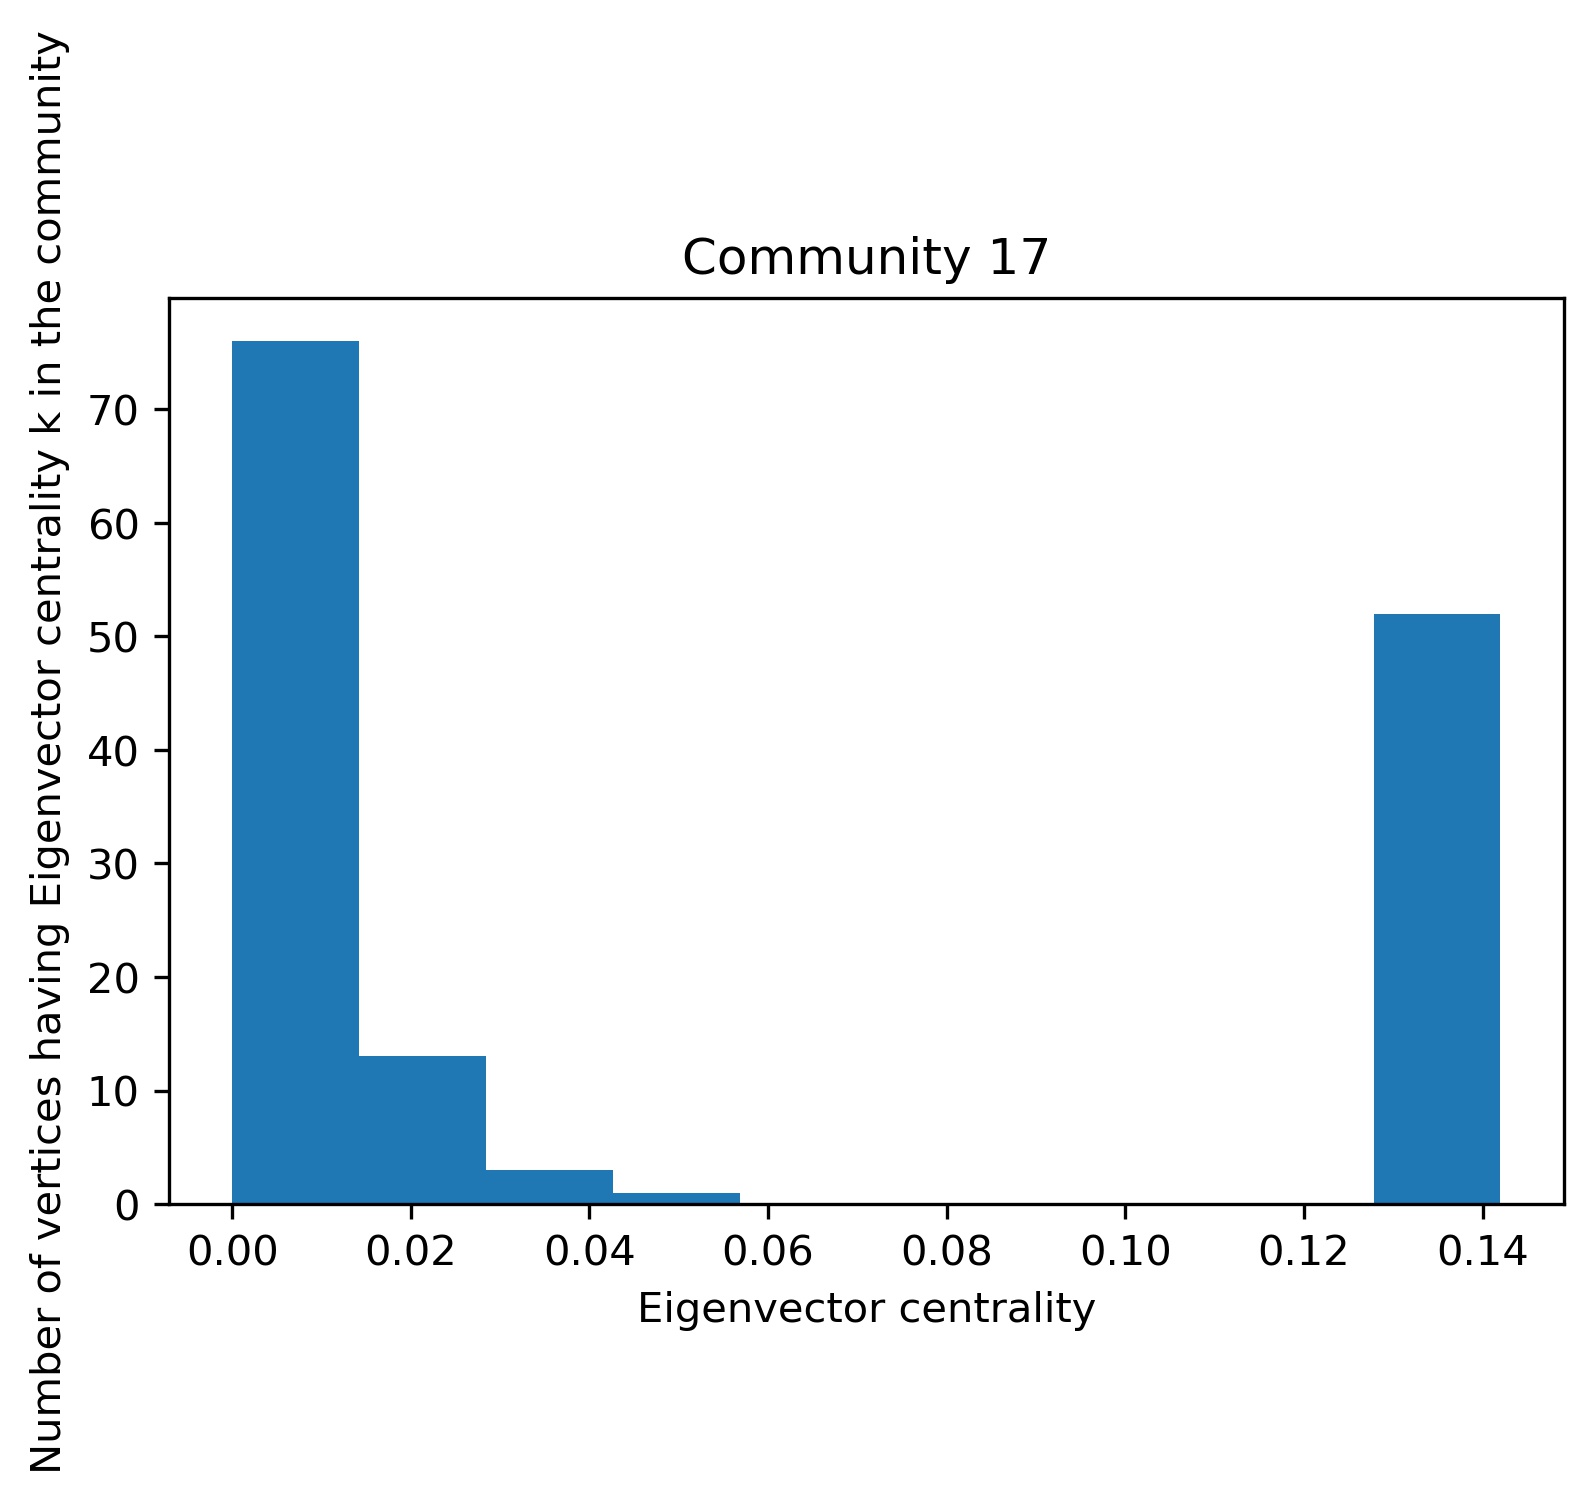 Community 17
Number of vertices having Eigenvector centrality k in the community
70
60
50
40
30
20
10
0
0.00 0.02 0.04 0.06 0.08 0.10 0.12 0.14
Eigenvector centrality